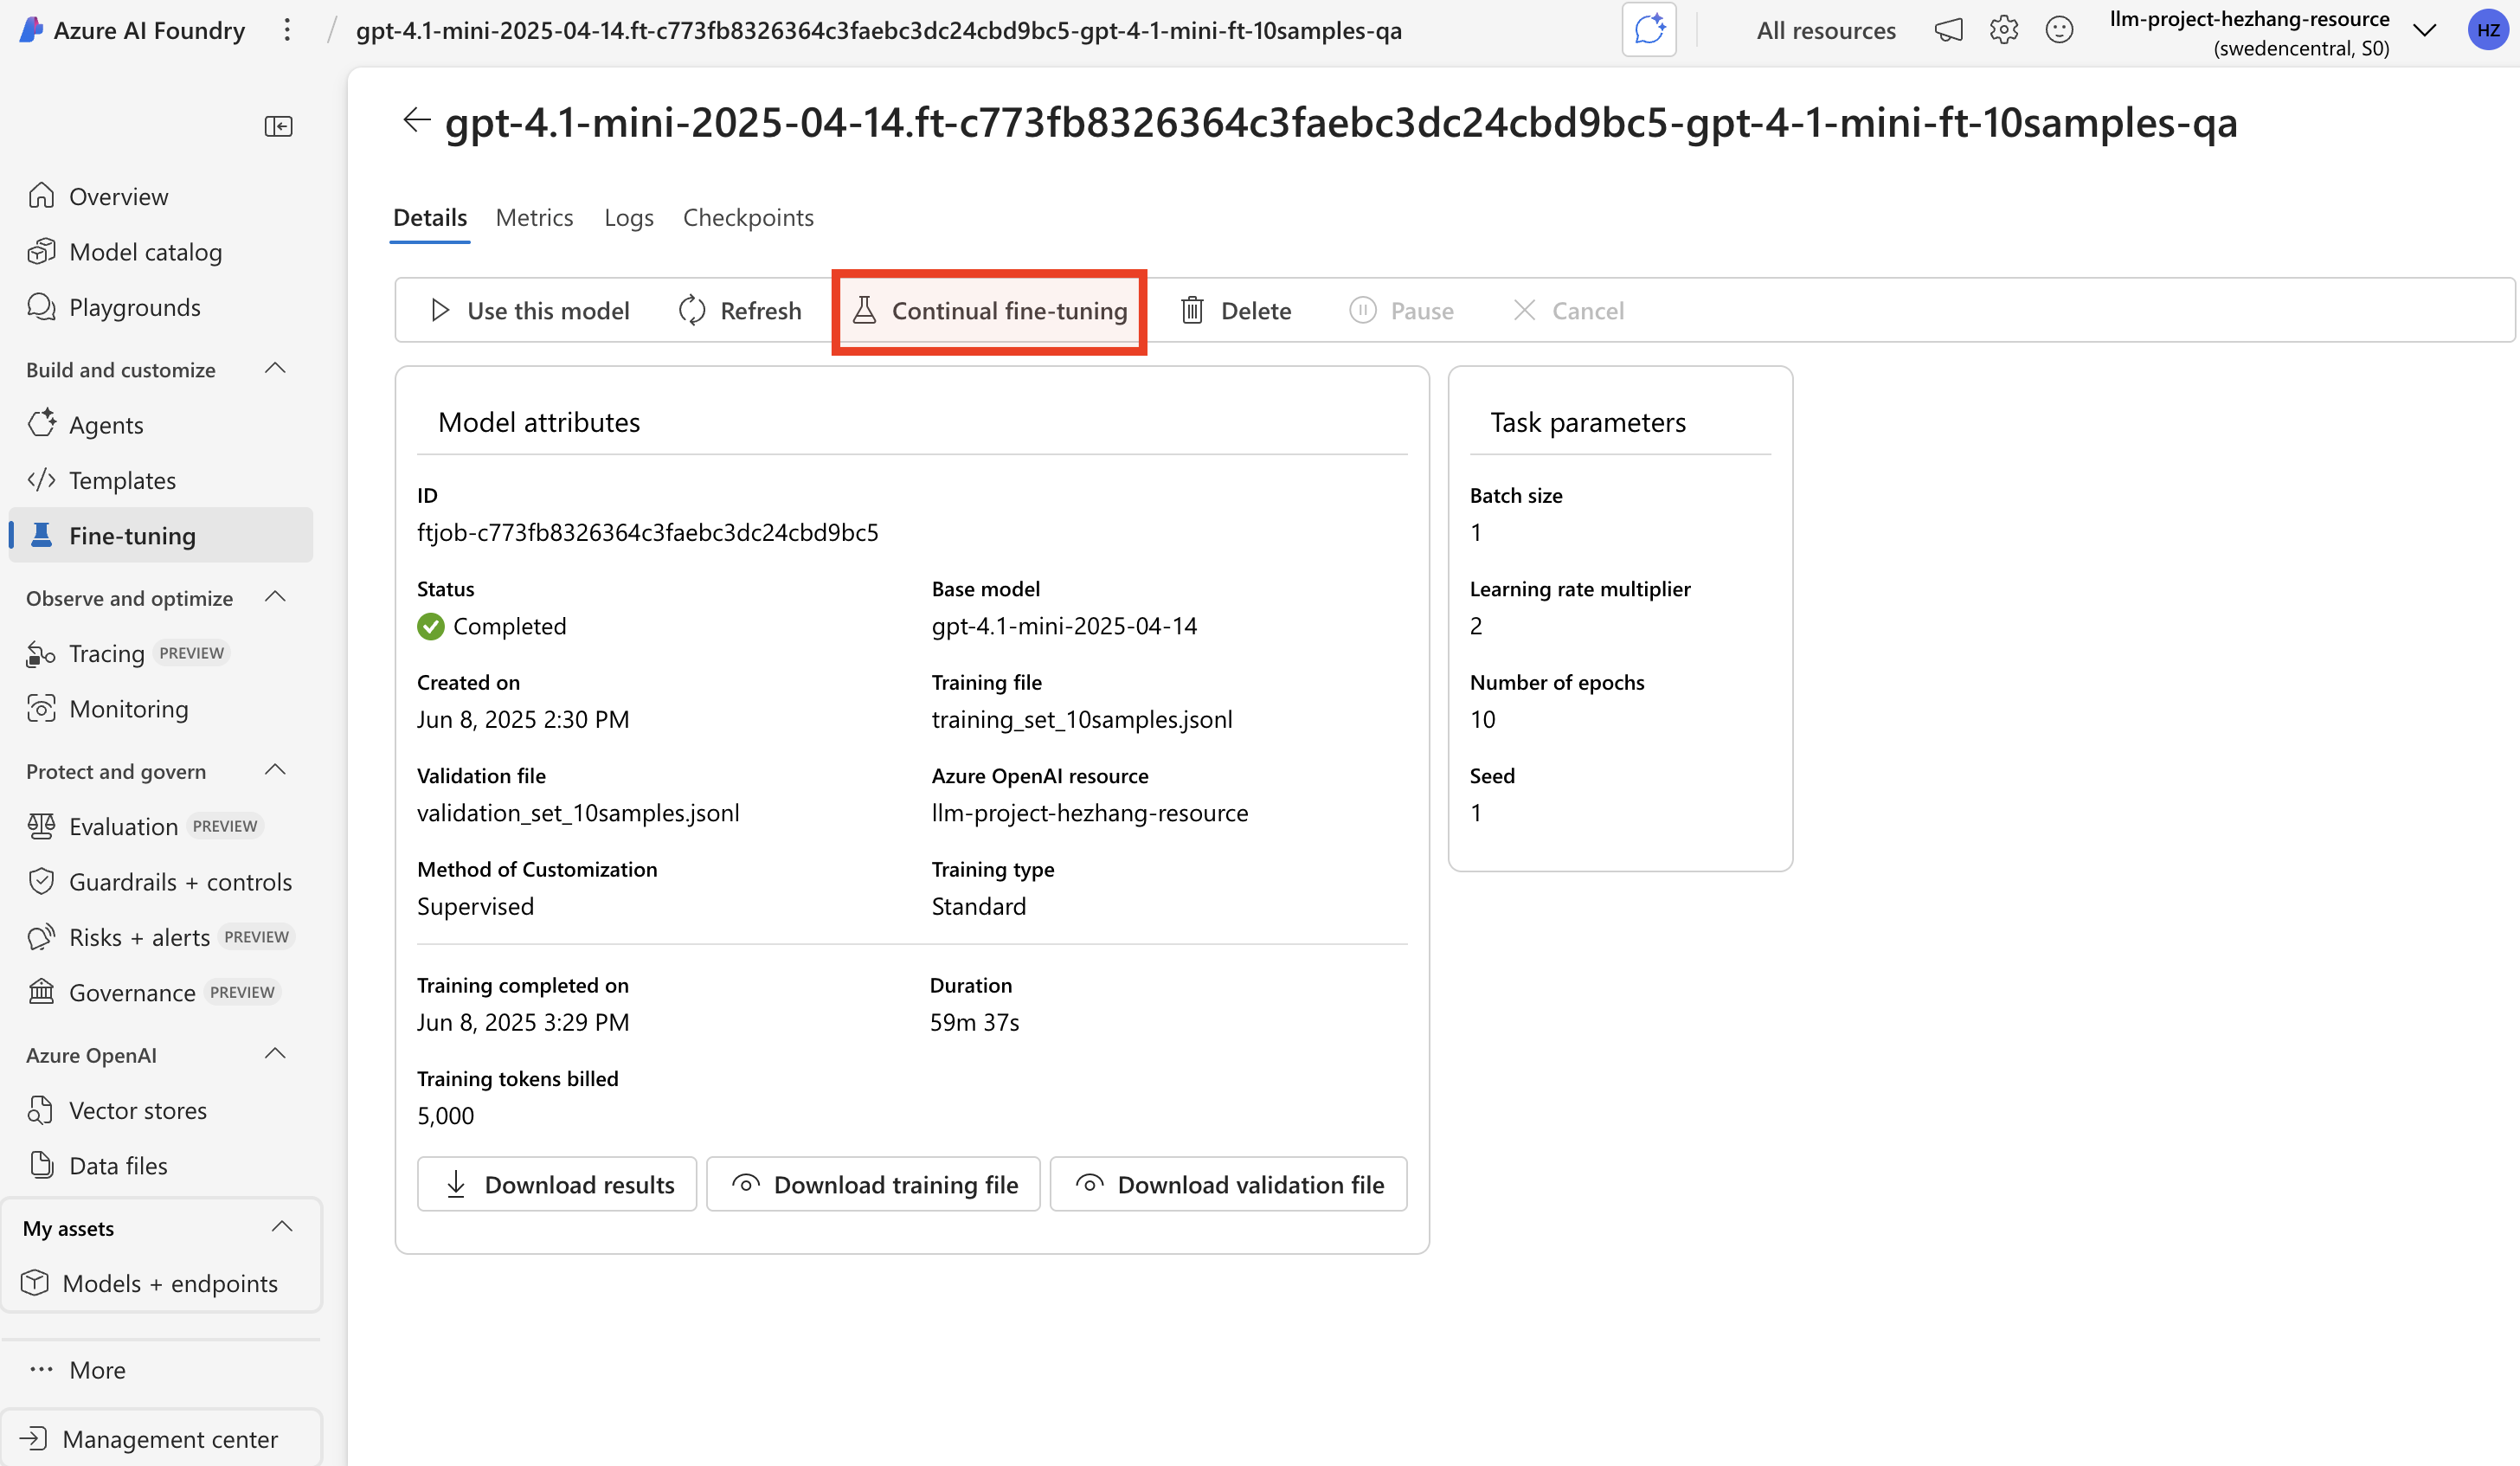 Azure AI Foundry
/ gpt-4.1-mini-2025-04-14.ft-c773fb8326364c3faebc3dc24cbd9bc5-gpt-4-1-mini-ft-10samples-qa
All resources
llm-project-hezhang-resource
(swedencentral, S0)
HZ
Overview
Model catalog
Playgrounds
Build and customize
Agents
Templates
Fine-tuning
Observe and optimize
Tracing PREVIEW
Monitoring
Protect and govern
Evaluation PREVIEW
Guardrails + controls
Risks + alerts PREVIEW
Governance PREVIEW
Azure OpenAI
Vector stores
Data files
My assets
Models + endpoints
More
Management center
gpt-4.1-mini-2025-04-14.ft-c773fb8326364c3faebc3dc24cbd9bc5-gpt-4-1-mini-ft-10samples-qa
Details Metrics Logs Checkpoints
Use this model Refresh Continual fine-tuning Delete Pause Cancel
Model attributes
ID
ftjob-c773fb8326364c3faebc3dc24cbd9bc5
Status
Completed
Base model
gpt-4.1-mini-2025-04-14
Created on
Jun 8, 2025 2:30 PM
Training file
training_set_10samples.jsonl
Validation file
validation_set_10samples.jsonl
Azure OpenAI resource
llm-project-hezhang-resource
Method of Customization
Supervised
Training type
Standard
Training completed on
Jun 8, 2025 3:29 PM
Duration
59m 37s
Training tokens billed
5,000
Download results Download training file Download validation file
Task parameters
Batch size
1
Learning rate multiplier
2
Number of epochs
10
Seed
1